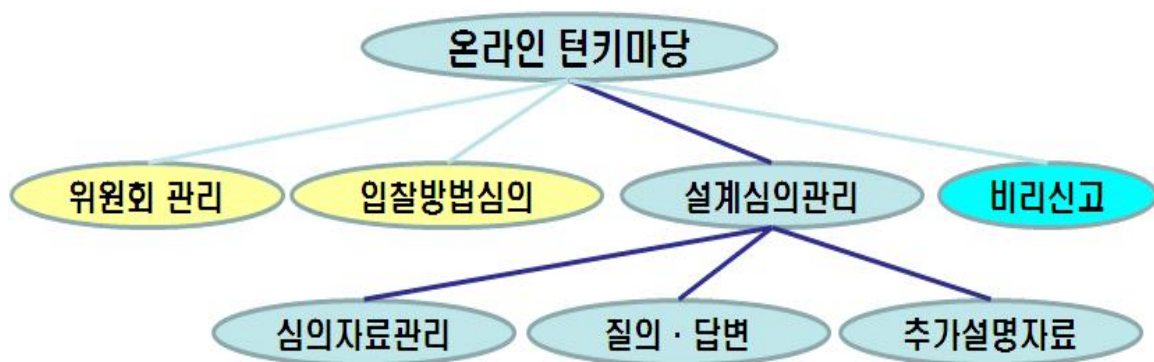 온라인 턴키마당
위원회 관리
입찰방법심의
설계심의관리
비리신고
심의자료관리
질의 · 답변
추가설명자료